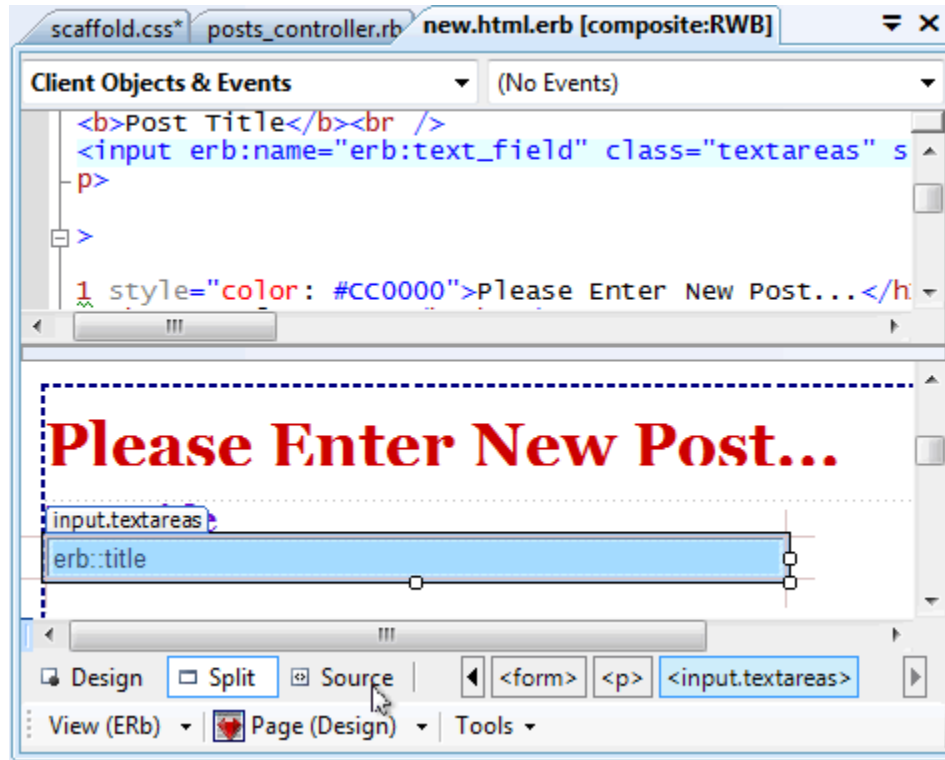 scaffold.css* posts_controller.rb new.html.erb [composite:RWB]
Client Objects & Events (No Events)
<b>Post Title</b><br />
<input erb:name="erb:text_field" class="textareas" s
p>
>
1 style="color: #CC0000">Please Enter New Post...</h
Please Enter New Post...
input.textareas
erb::title
Design Split Source <form> <p> <input.textareas>
View (ERb) Page (Design) Tools